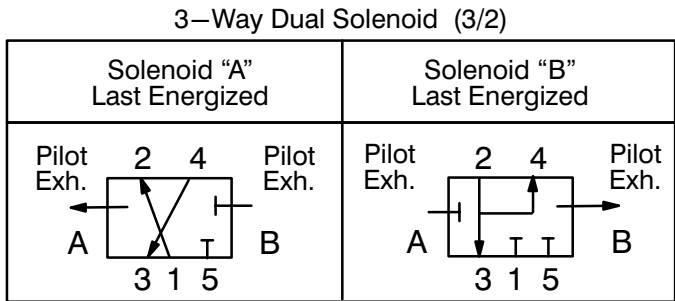 3–Way Dual Solenoid (3/2)
Solenoid “A”
Last Energized
Solenoid “B”
Last Energized
Pilot
Exh.
2 4
Pilot
Exh.
A
B
3 1 5
Pilot
Exh.
2 4
Pilot
Exh.
A
B
3 1 5